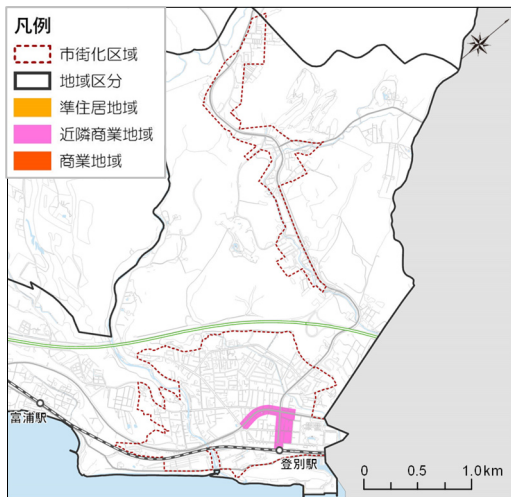 凡例
市街化区域
地域区分
準住居地域
近隣商業地域
商業地域
富浦駅
登別駅
0 0.5 1.0km